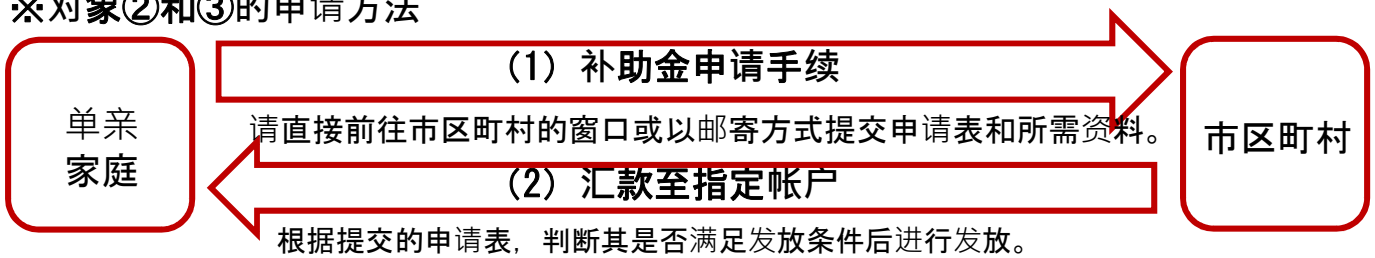 ※对象②和③的申请方法
(1) 补助金申请手续
单亲
家庭
请直接前往市区町村的窗口或以邮寄方式提交申请表和所需资料。
市区町村
(2) 汇款至指定帐户
根据提交的申请表，判断其是否满足发放条件后进行发放。